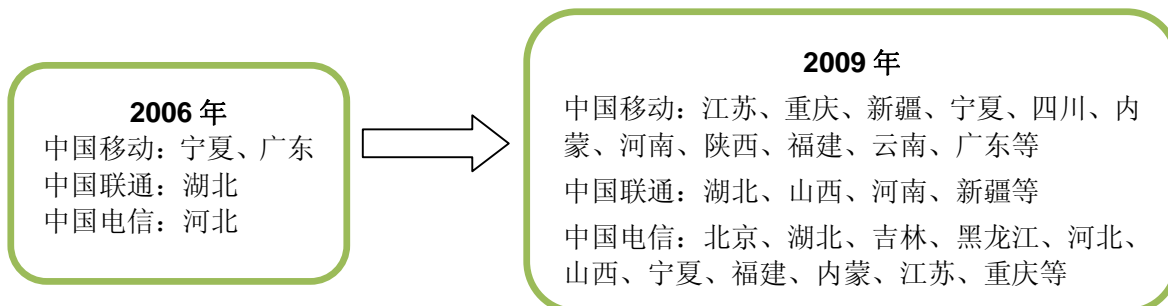 2006 年
中国移动：宁夏、广东
中国联通：湖北
中国电信：河北
2009 年
中国移动：江苏、重庆、新疆、宁夏、四川、内
蒙、河南、陕西、福建、云南、广东等
中国联通：湖北、山西、河南、新疆等
中国电信：北京、湖北、吉林、黑龙江、河北、
山西、宁夏、福建、内蒙、江苏、重庆等